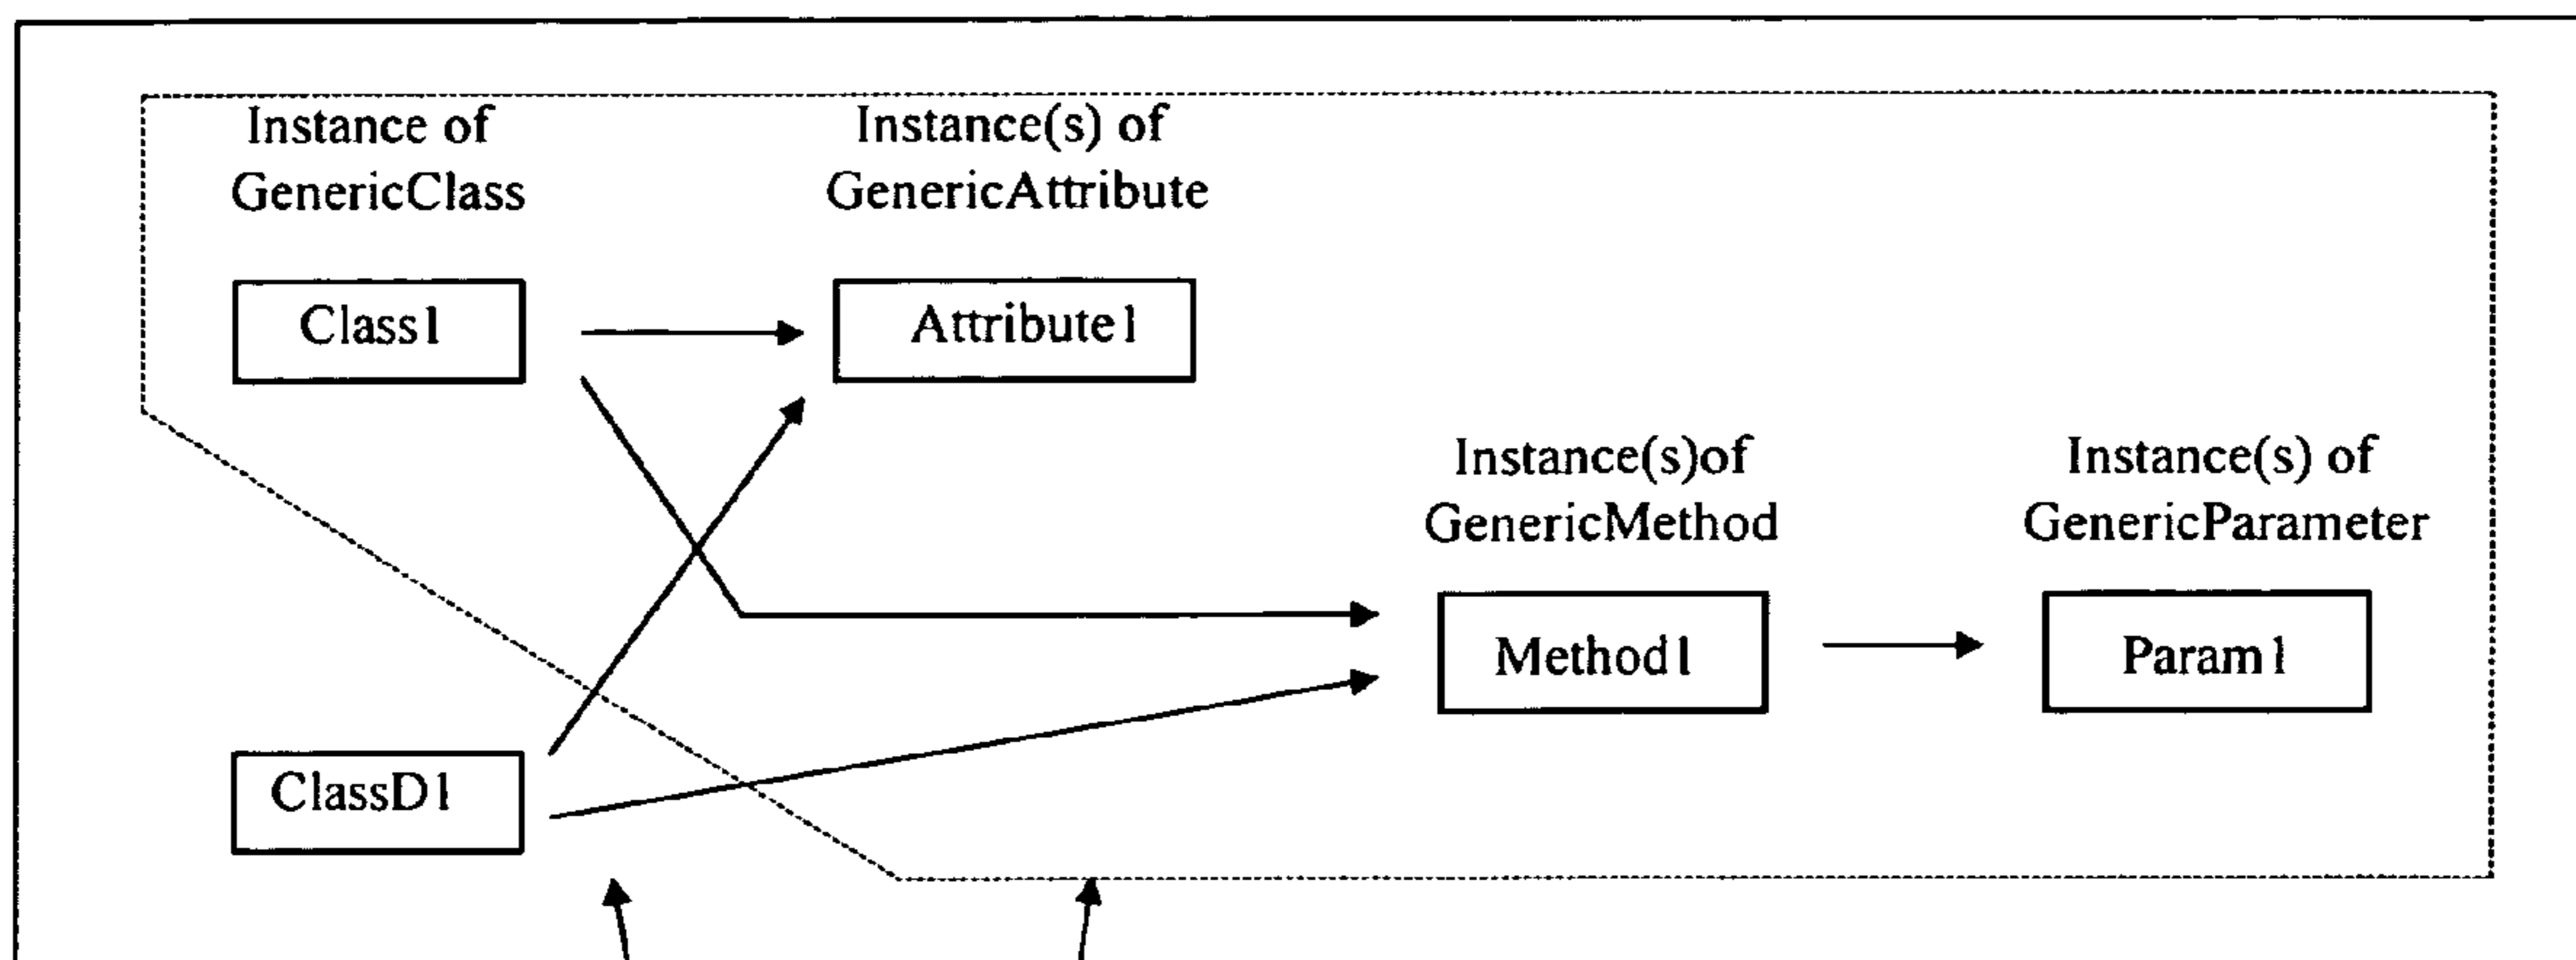 Instance of
GenericClass
Instance(s) of
GenericAttribute
Class1
Attribute1
Instance(s)of
GenericMethod
Instance(s) of
GenericParameter
Method1
Param1
ClassD1